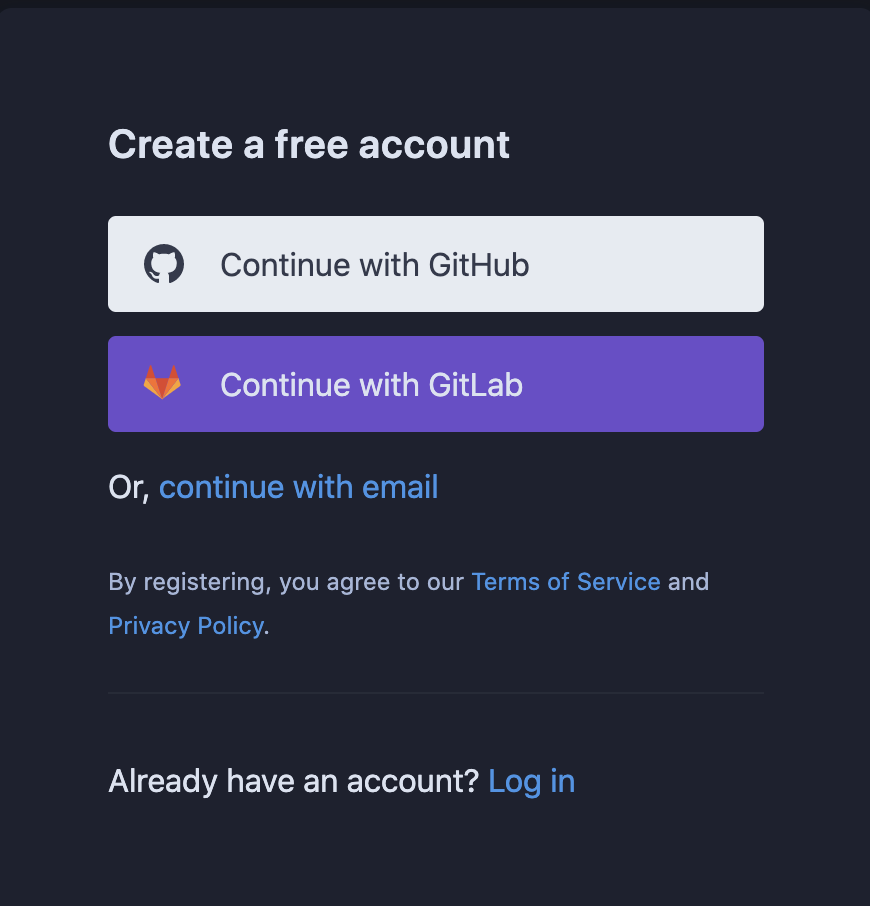 Create a free account
Continue with GitHub
Continue with GitLab
Or, continue with email
By registering, you agree to our Terms of Service and
Privacy Policy.
Already have an account? Log in